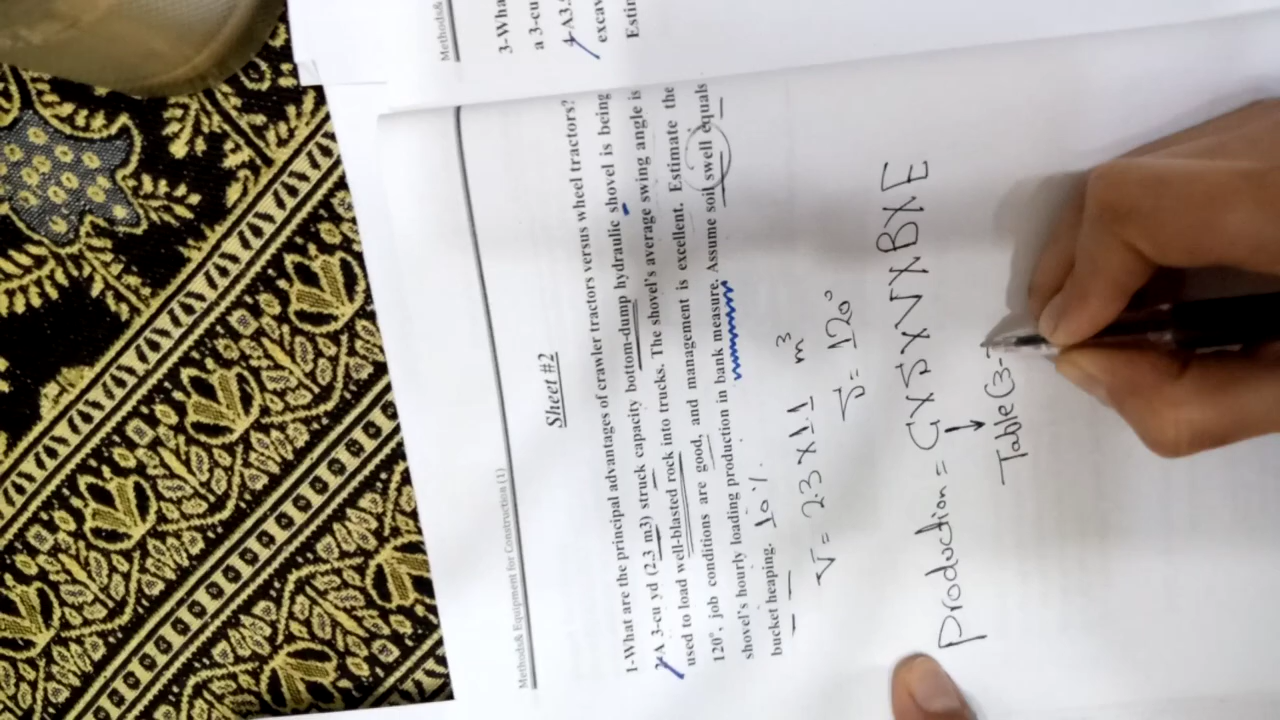 Methods& Equipment for Construction (1)
Sheet #2
1-What are the principal advantages of crawler tractors versus wheel tractors?
2-A 3-cu yd (2.3 m3) struck capacity bottom-dump hydraulic shovel is being
used to load well-blasted rock into trucks. The shovel's average swing angle is
120°, job conditions are good, and management is excellent. Estimate the
shovel's hourly loading production in bank measure. Assume soil swell equals
bucket heaping. 10%.
V = 2.3 X 1.1 m3
= 120°
Production = C X S X V X B X E
↓
Table (3-
Methods&
3-Wha
a 3-cu
4-A3.
excav
Estin